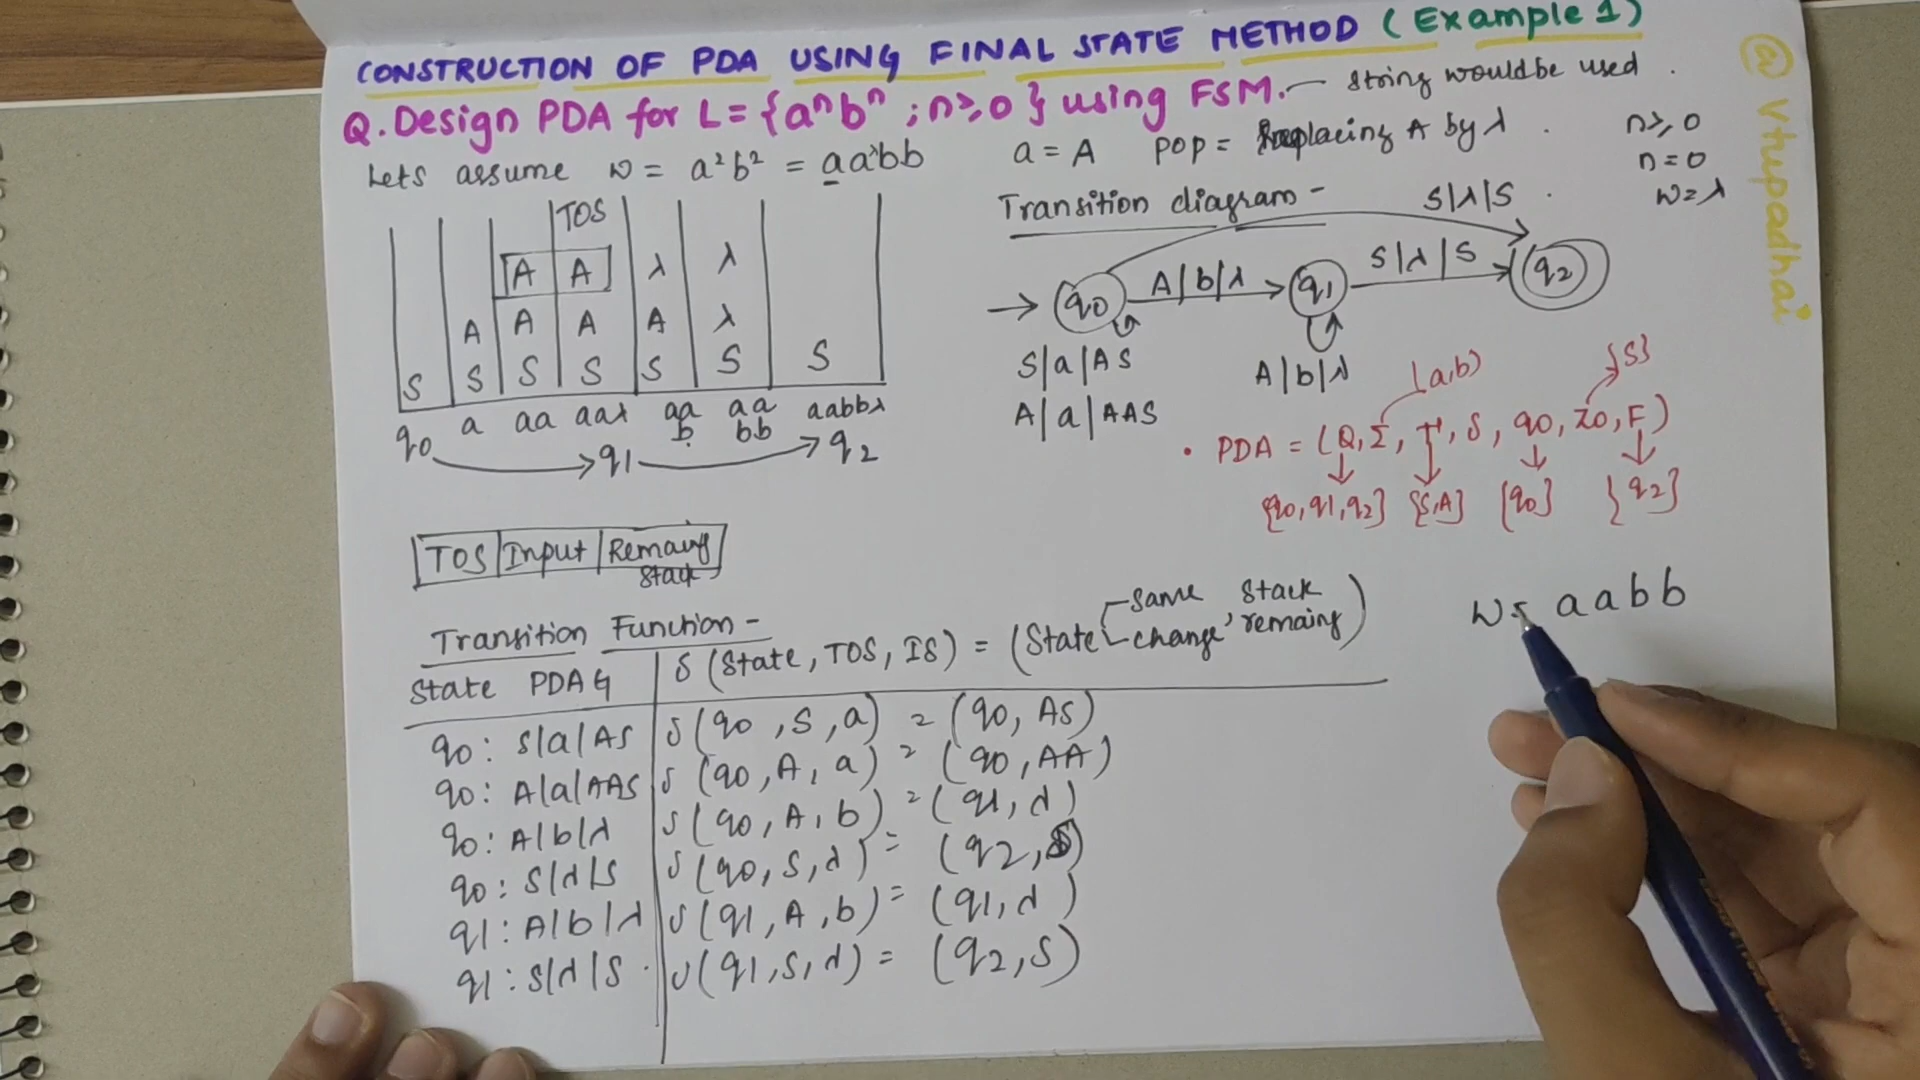 CONSTRUCTION OF PDA USING FINAL STATE METHOD (Example 1)
Q. Design PDA for L = {aⁿbⁿ ; n≥0} using FSM. — string would be used.
Lets assume w = a²b² = aaλbb
a = A POP = Replacing A by λ.
n≥0
n=0
w=λ
@Vtupadhai
TOS
A A λ λ
A A A A λ
S S S S S S S
a aa aaλ aab aabb aabbλ
q0 → q1 → q2
Transition diagram -
S|λ|S
q0 A|b|λ q1 S|λ|S q2
S|a|AS
A|a|AAS
A|b|λ
(a,b) {S}
• PDA = (Q, Σ, Γ, δ, q0, Z0, F)
{q0,q1,q2} {S,A} {q0} {q2}
TOS | Input | Remaing stack
Transition Function -
δ (State, TOS, IS) = (State same change, Stack remaing)
State PDA
q0: S|a|AS δ(q0, S, a) = (q0, AS)
q0: A|a|AAS δ(q0, A, a) = (q0, AA)
q0: A|b|λ δ(q0, A, b) = (q1, λ)
q0: S|λ|S δ(q0, S, λ) = (q2, S)
q1: A|b|λ δ(q1, A, b) = (q1, λ)
q1: S|λ|S δ(q1, S, λ) = (q2, S)
w = aabb